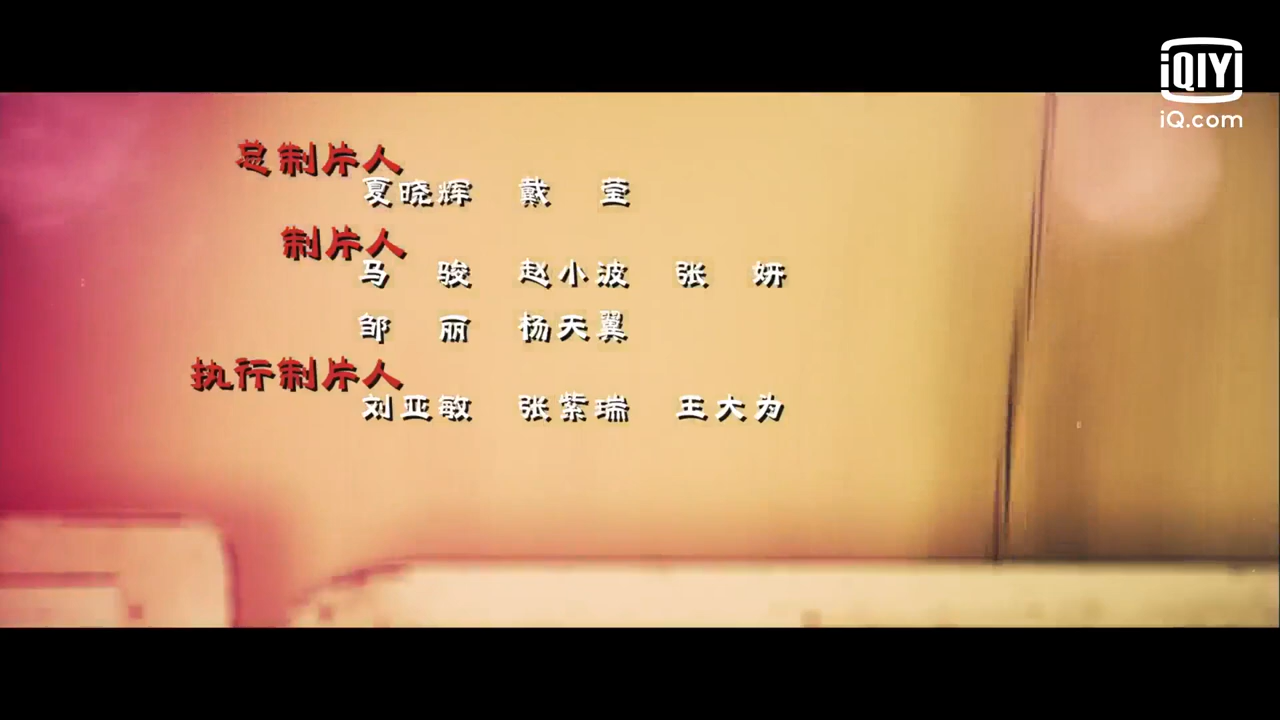 iQIYI
iQ.com
总制片人
夏晓辉 戴 莹
制片人
马 骏 赵小波 张 妍
邹 丽 杨天翼
执行制片人
刘亚敏 张紫瑞 王大为